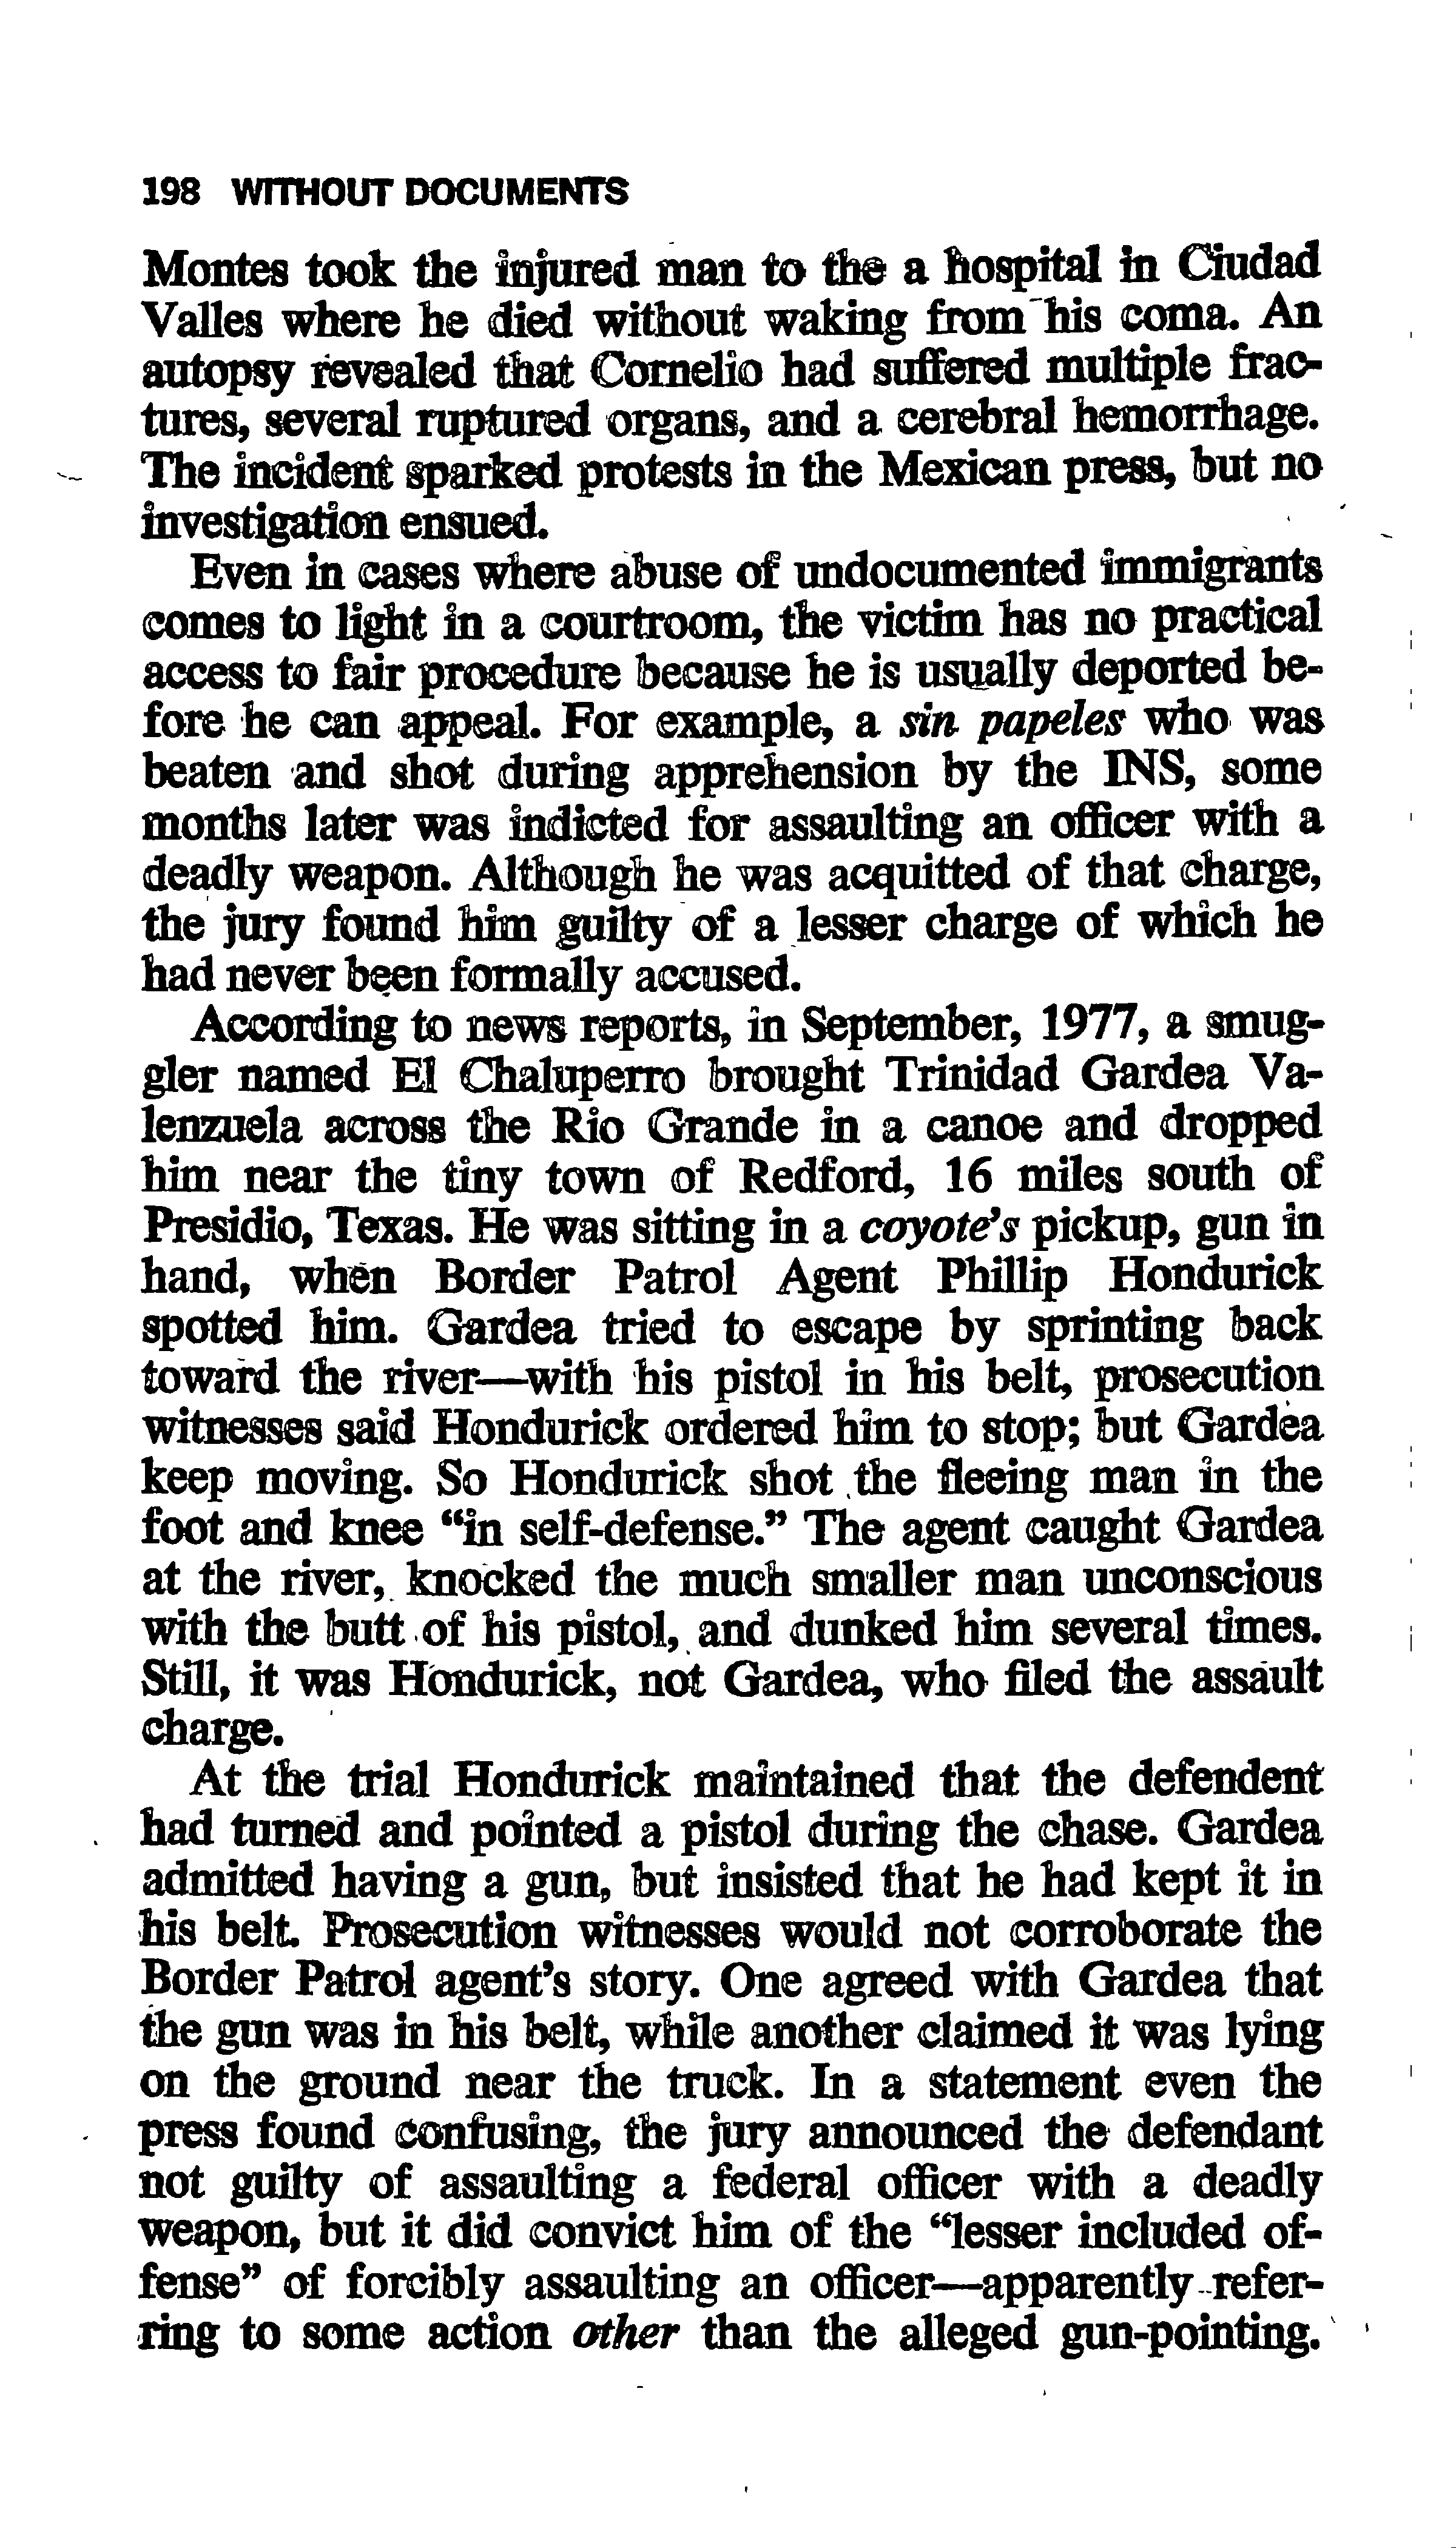 198 WITHOUT DOCUMENTS
Montes took the injured man to the a hospital in Ciudad
Valles where he died without waking from his coma. An
autopsy revealed that Cornelio had suffered multiple frac-
tures, several ruptured organs, and a cerebral hemorrhage.
The incident sparked protests in the Mexican press, but no
investigation ensued.
Even in cases where abuse of undocumented immigrants
comes to light in a courtroom, the victim has no practical
access to fair procedure because he is usually deported be-
fore he can appeal. For example, a sin papeles who was
beaten and shot during apprehension by the INS, some
months later was indicted for assaulting an officer with a
deadly weapon. Although he was acquitted of that charge,
the jury found him guilty of a lesser charge of which he
had never been formally accused.
According to news reports, in September, 1977, a smug-
gler named El Chaluperro brought Trinidad Gardea Va-
lenzuela across the Rio Grande in a canoe and dropped
him near the tiny town of Redford, 16 miles south of
Presidio, Texas. He was sitting in a coyote's pickup, gun in
hand, when Border Patrol Agent Phillip Hondurick
spotted him. Gardea tried to escape by sprinting back
toward the river—with his pistol in his belt, prosecution
witnesses said Hondurick ordered him to stop; but Gardea
keep moving. So Hondurick shot the fleeing man in the
foot and knee "in self-defense." The agent caught Gardea
at the river, knocked the much smaller man unconscious
with the butt of his pistol, and dunked him several times.
Still, it was Hondurick, not Gardea, who filed the assault
charge.
At the trial Hondurick maintained that the defendent
had turned and pointed a pistol during the chase. Gardea
admitted having a gun, but insisted that he had kept it in
his belt. Prosecution witnesses would not corroborate the
Border Patrol agent's story. One agreed with Gardea that
the gun was in his belt, while another claimed it was lying
on the ground near the truck. In a statement even the
press found confusing, the jury announced the defendant
not guilty of assaulting a federal officer with a deadly
weapon, but it did convict him of the "lesser included of-
fense" of forcibly assaulting an officer—apparently refer-
ring to some action other than the alleged gun-pointing.